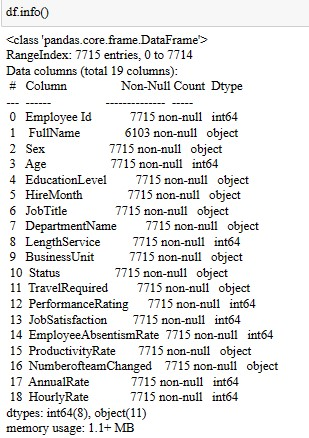 df.info()
<class 'pandas.core.frame.DataFrame'>
RangeIndex: 7715 entries, 0 to 7714
Data columns (total 19 columns):
# Column Non-Null Count Dtype
--- ------ -------------- -----
0 Employee Id 7715 non-null int64
1 FullName 6103 non-null object
2 Sex 7715 non-null object
3 Age 7715 non-null int64
4 EducationLevel 7715 non-null object
5 HireMonth 7715 non-null object
6 JobTitle 7715 non-null object
7 DepartmentName 7715 non-null object
8 LengthService 7715 non-null int64
9 BusinessUnit 7715 non-null object
10 Status 7715 non-null object
11 TravelRequired 7715 non-null object
12 PerformanceRating 7715 non-null int64
13 JobSatisfaction 7715 non-null int64
14 EmployeeAbsentismRate 7715 non-null int64
15 ProductivityRate 7715 non-null object
16 NumberofteamChanged 7715 non-null object
17 AnnualRate 7715 non-null int64
18 HourlyRate 7715 non-null int64
dtypes: int64(8), object(11)
memory usage: 1.1+ MB